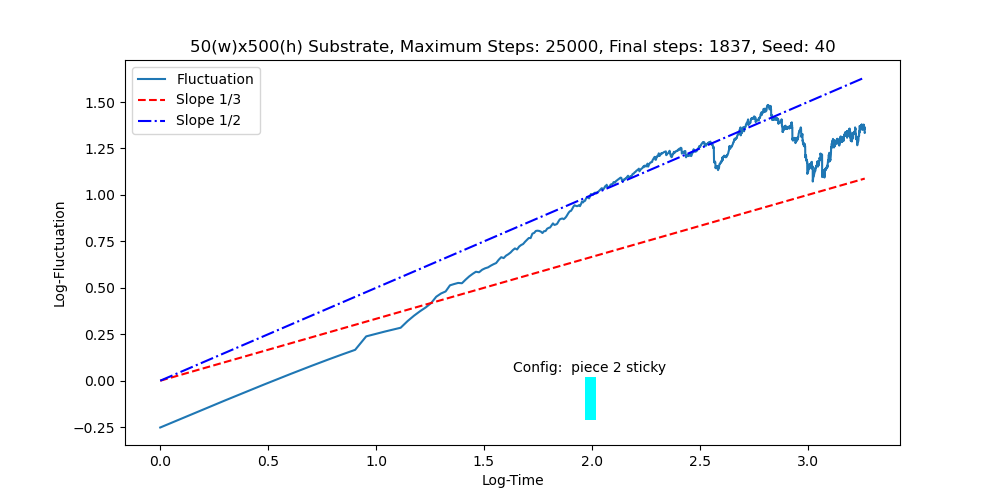 50(w)x500(h) Substrate, Maximum Steps: 25000, Final steps: 1837, Seed: 40
Fluctuation
Slope 1/3
Slope 1/2
1.50
1.25
1.00
0.75
0.50
0.25
0.00
−0.25
Log-Fluctuation
Config:  piece 2 sticky
0.0 0.5 1.0 1.5 2.0 2.5 3.0
Log-Time